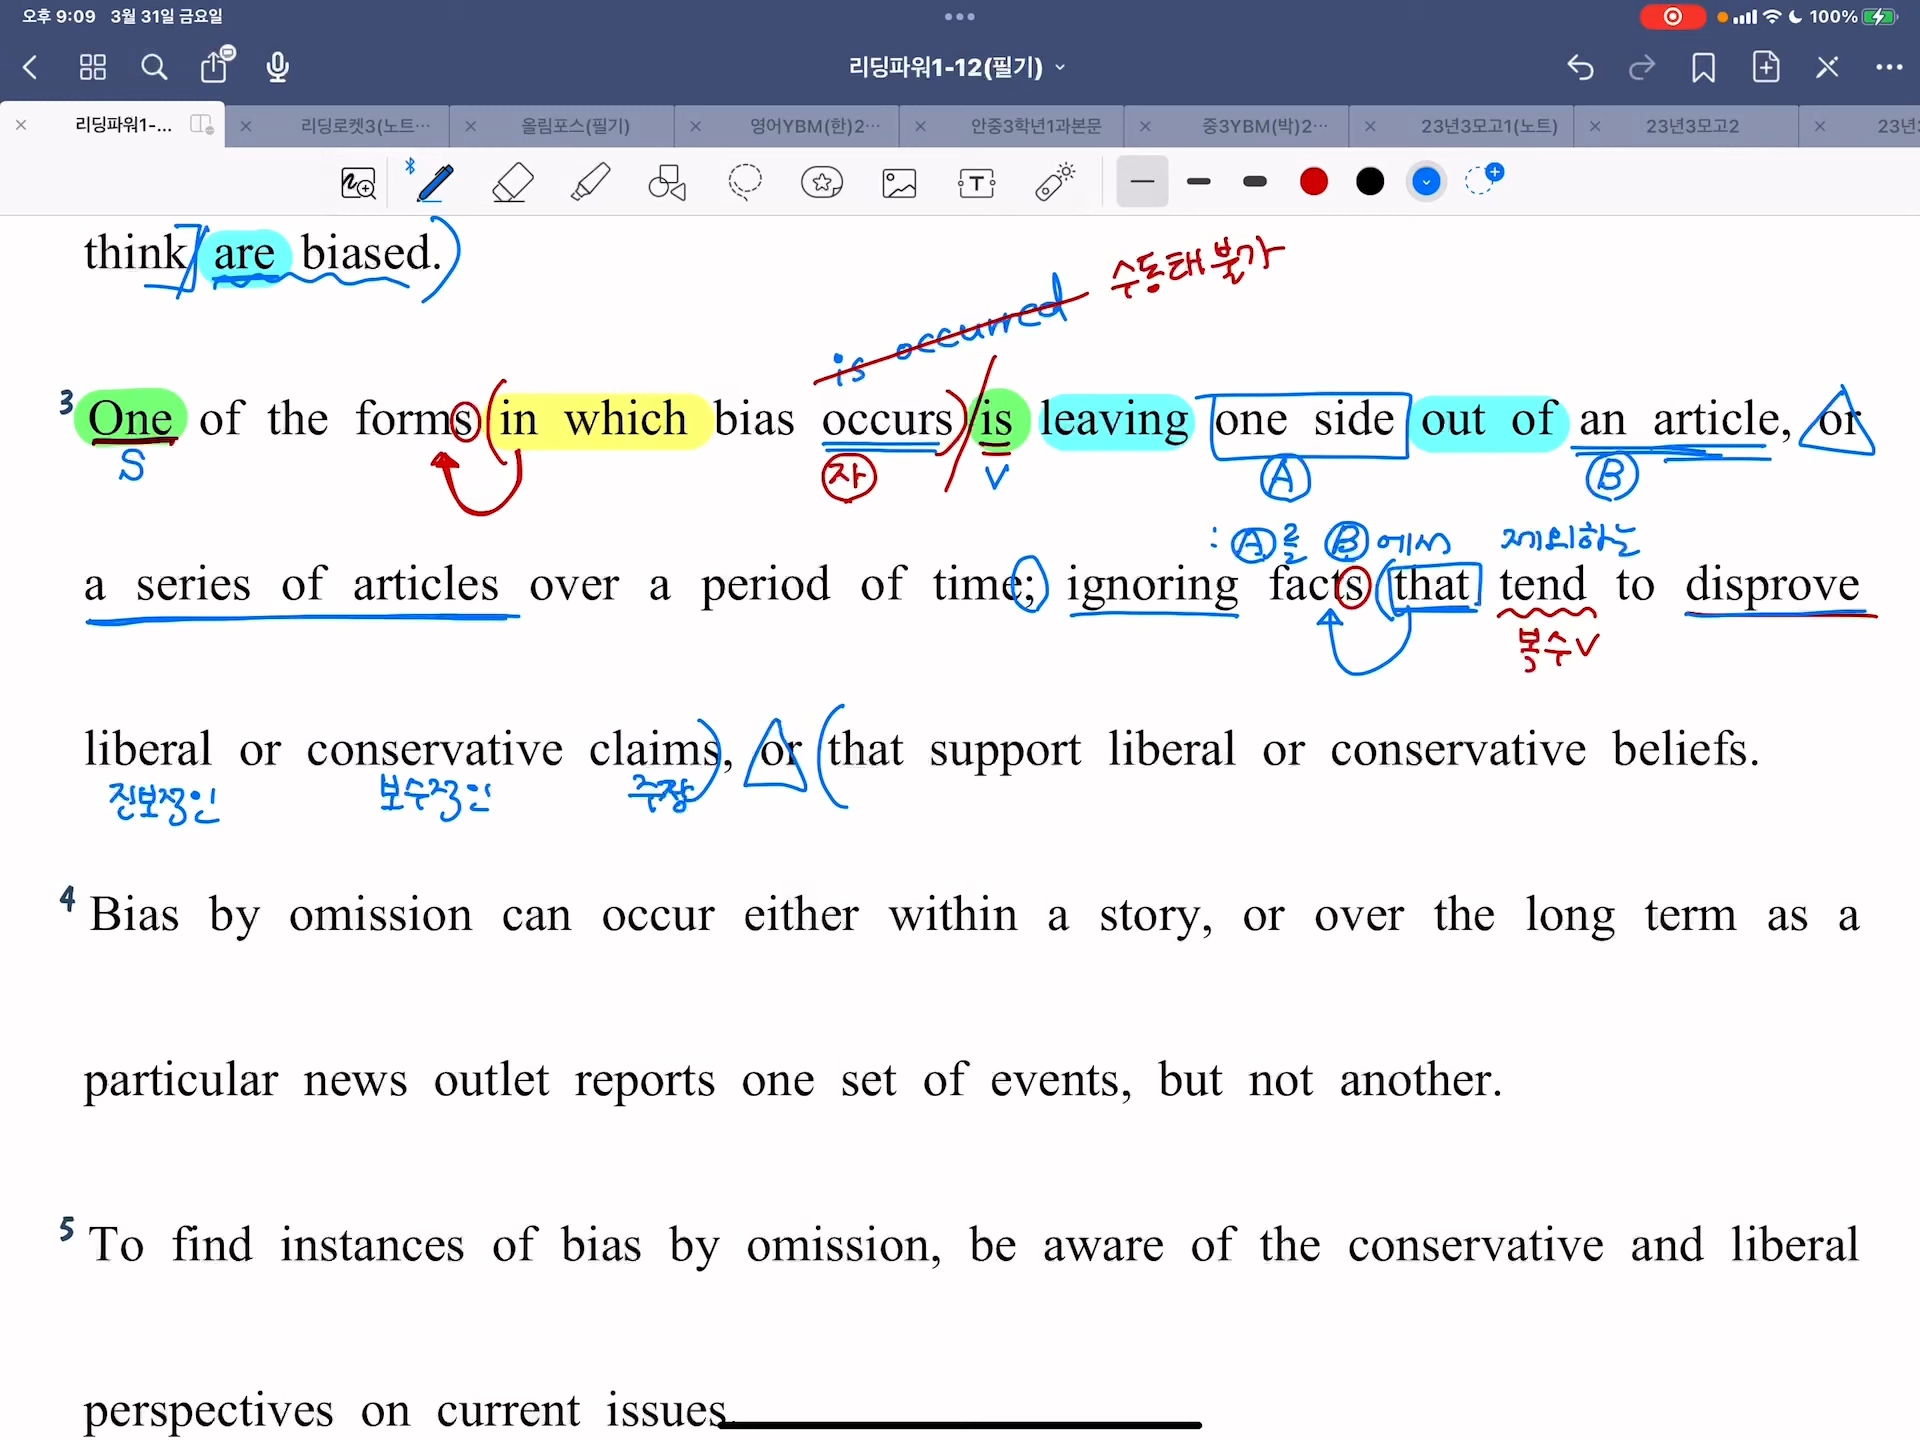 오후 9:09 3월 31일 금요일
100%
리딩파워1-12(필기)
리딩파워1-...
리딩로켓3(노트...
올림포스(필기)
영어YBM(한)2...
안중3학년1과본문
중3YBM(박)2...
23년3모고1(노트)
23년3모고2
23년3
think are biased.
수동태 불가
is occurred
3 One of the forms in which bias occurs is leaving one side out of an article, or
S 자 V A B
: A를 B에서 제외하는
a series of articles over a period of time; ignoring facts that tend to disprove
복수V
liberal or conservative claims, or that support liberal or conservative beliefs.
진보적인 보수적인 주장
4 Bias by omission can occur either within a story, or over the long term as a
particular news outlet reports one set of events, but not another.
5 To find instances of bias by omission, be aware of the conservative and liberal
perspectives on current issues.